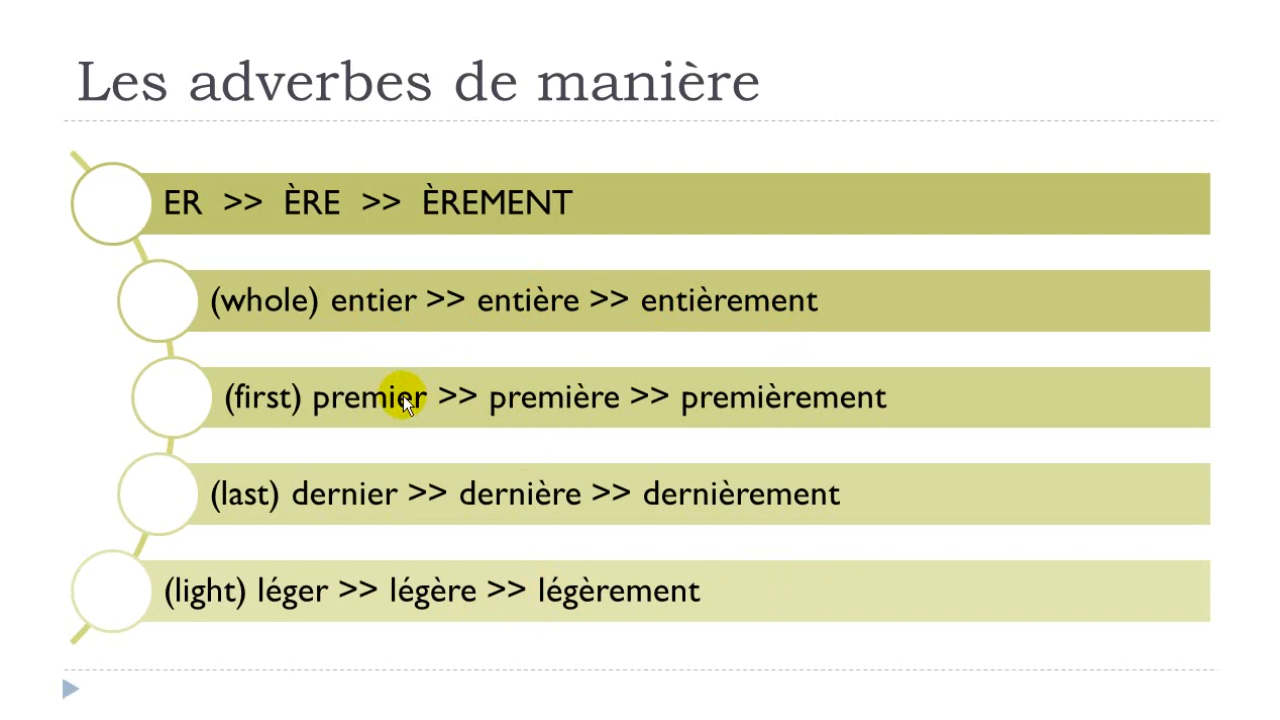 Les adverbes de manière
ER >> ÈRE >> ÈREMENT
(whole) entier >> entière >> entièrement
(first) premier >> première >> premièrement
(last) dernier >> dernière >> dernièrement
(light) léger >> légère >> légèrement